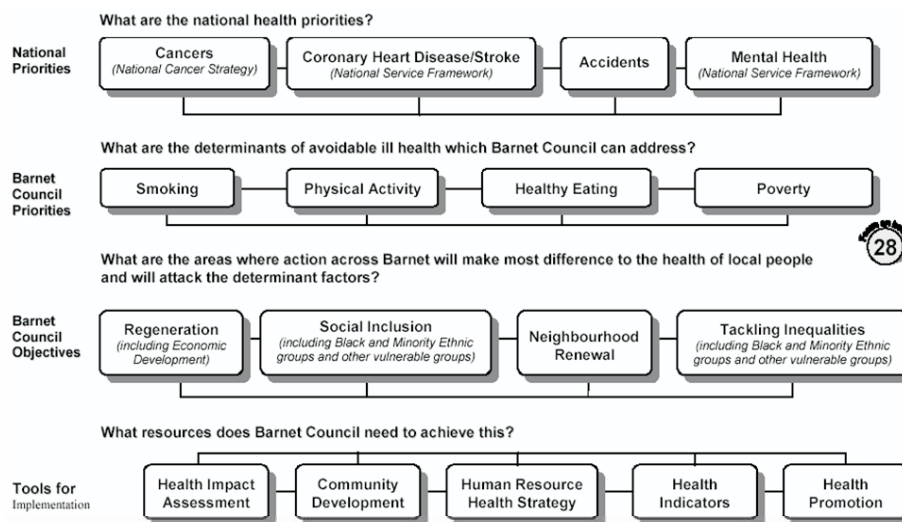 What are the national health priorities?
National
Priorities
Cancers
(National Cancer Strategy)
Coronary Heart Disease/Stroke
(National Service Framework)
Accidents
Mental Health
(National Service Framework)
What are the determinants of avoidable ill health which Barnet Council can address?
Barnet
Council
Priorities
Smoking
Physical Activity
Healthy Eating
Poverty
28
What are the areas where action across Barnet will make most difference to the health of local people
and will attack the determinant factors?
Barnet
Council
Objectives
Regeneration
(including Economic
Development)
Social Inclusion
(including Black and Minority Ethnic
groups and other vulnerable groups)
Neighbourhood
Renewal
Tackling Inequalities
(including Black and Minority Ethnic
groups and other vulnerable groups)
What resources does Barnet Council need to achieve this?
Tools for
Implementation
Health Impact
Assessment
Community
Development
Human Resource
Health Strategy
Health
Indicators
Health
Promotion